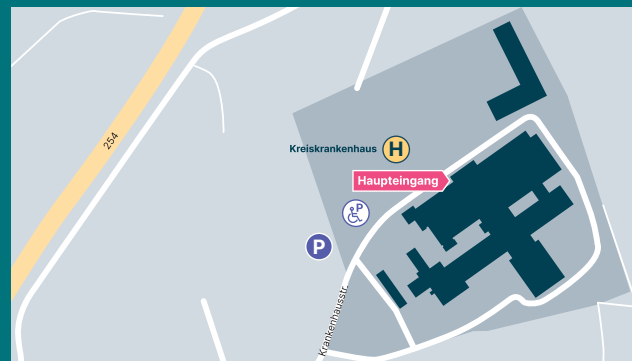 254
Kreiskrankenhaus H
Haupteingang
P
P
Krankenhausstr.